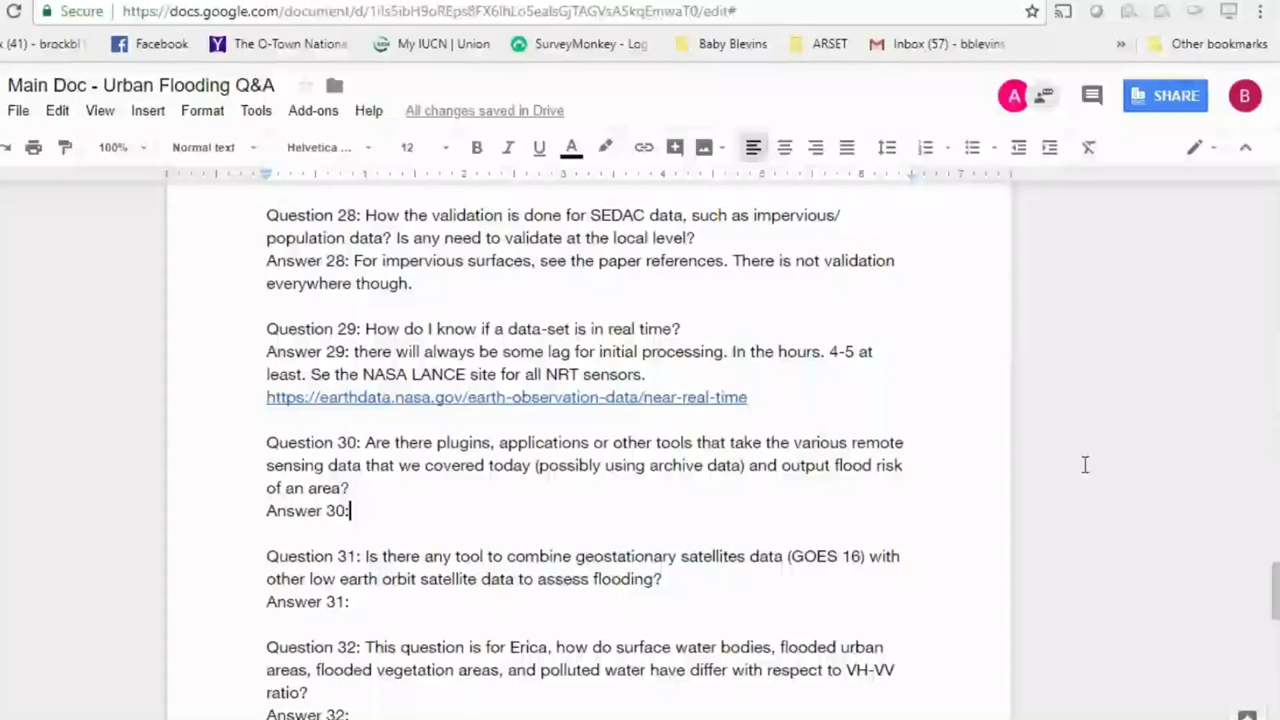 Secure https://docs.google.com/document/d/
(41) - brockbl Facebook The O-Town Nationa My IUCN | Union SurveyMonkey - Log Baby Blevins ARSET Inbox (57) - bblevins » Other bookmarks
Main Doc - Urban Flooding Q&A
A SHARE B
File Edit View Insert Format Tools Add-ons Help All changes saved in Drive
100% Normal text Helvetica ... 12 B I U A
1 2 3 4 5 6 7
Question 28: How the validation is done for SEDAC data, such as impervious/
population data? Is any need to validate at the local level?
Answer 28: For impervious surfaces, see the paper references. There is not validation
everywhere though.
Question 29: How do I know if a data-set is in real time?
Answer 29: there will always be some lag for initial processing. In the hours. 4-5 at
least. Se the NASA LANCE site for all NRT sensors.
https://earthdata.nasa.gov/earth-observation-data/near-real-time
Question 30: Are there plugins, applications or other tools that take the various remote
sensing data that we covered today (possibly using archive data) and output flood risk
of an area?
Answer 30:
Question 31: Is there any tool to combine geostationary satellites data (GOES 16) with
other low earth orbit satellite data to assess flooding?
Answer 31:
Question 32: This question is for Erica, how do surface water bodies, flooded urban
areas, flooded vegetation areas, and polluted water have differ with respect to VH-VV
ratio?
Answer 32: